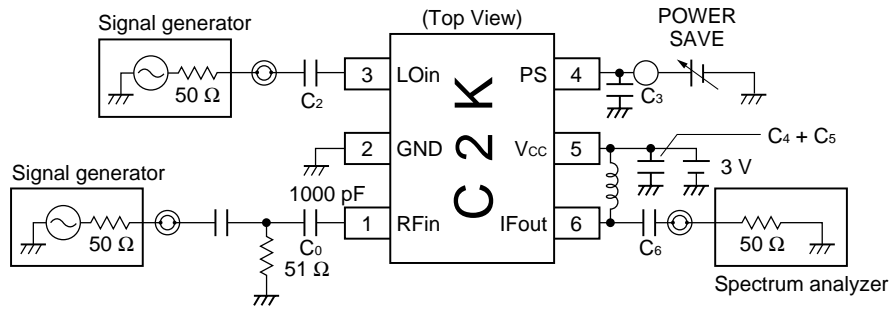 (Top View)
Signal generator
50 Ω
C2
3
LOin
PS
4
C3
POWER
SAVE
2
GND
C 2 K
VCC
5
C4 + C5
3 V
Signal generator
50 Ω
1000 pF
C0
51 Ω
1
RFin
IFout
6
C6
50 Ω
Spectrum analyzer